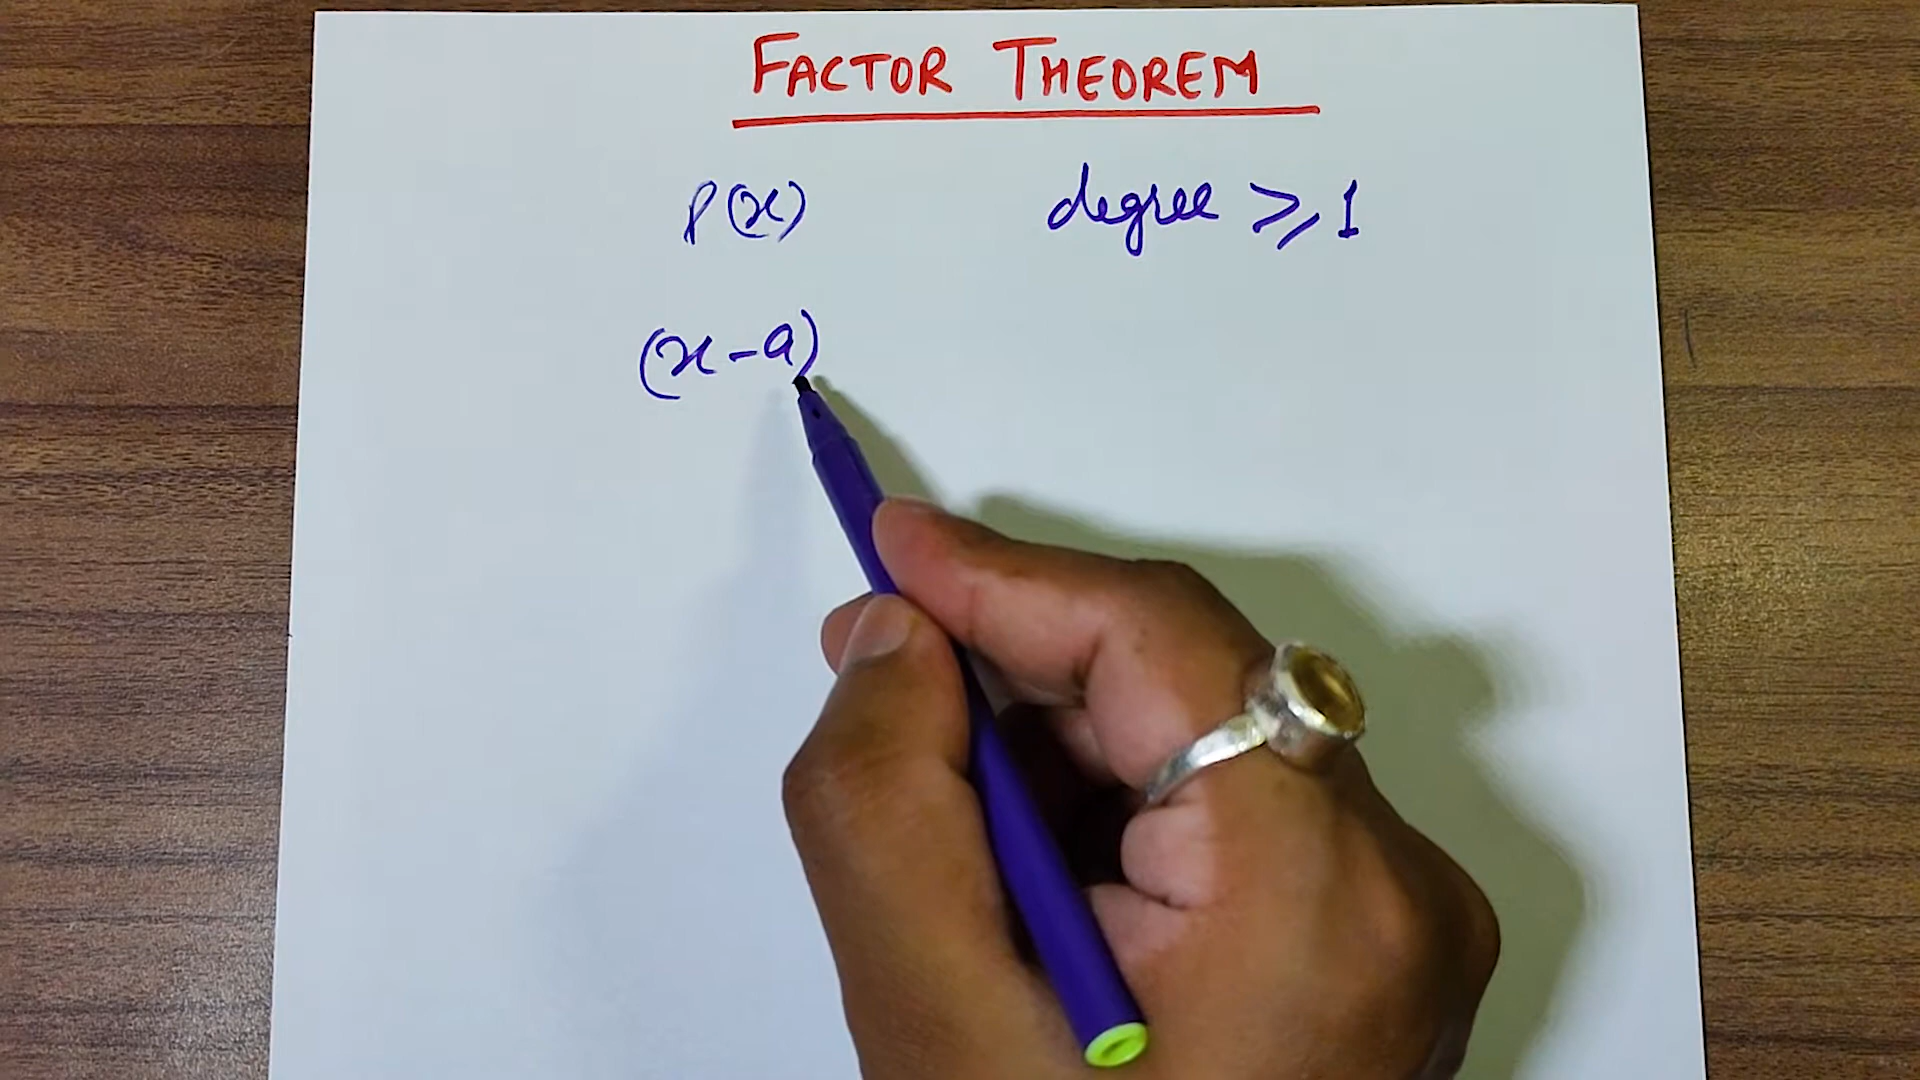 FACTOR THEOREM
P(x) degree ≥ 1
(x-a)